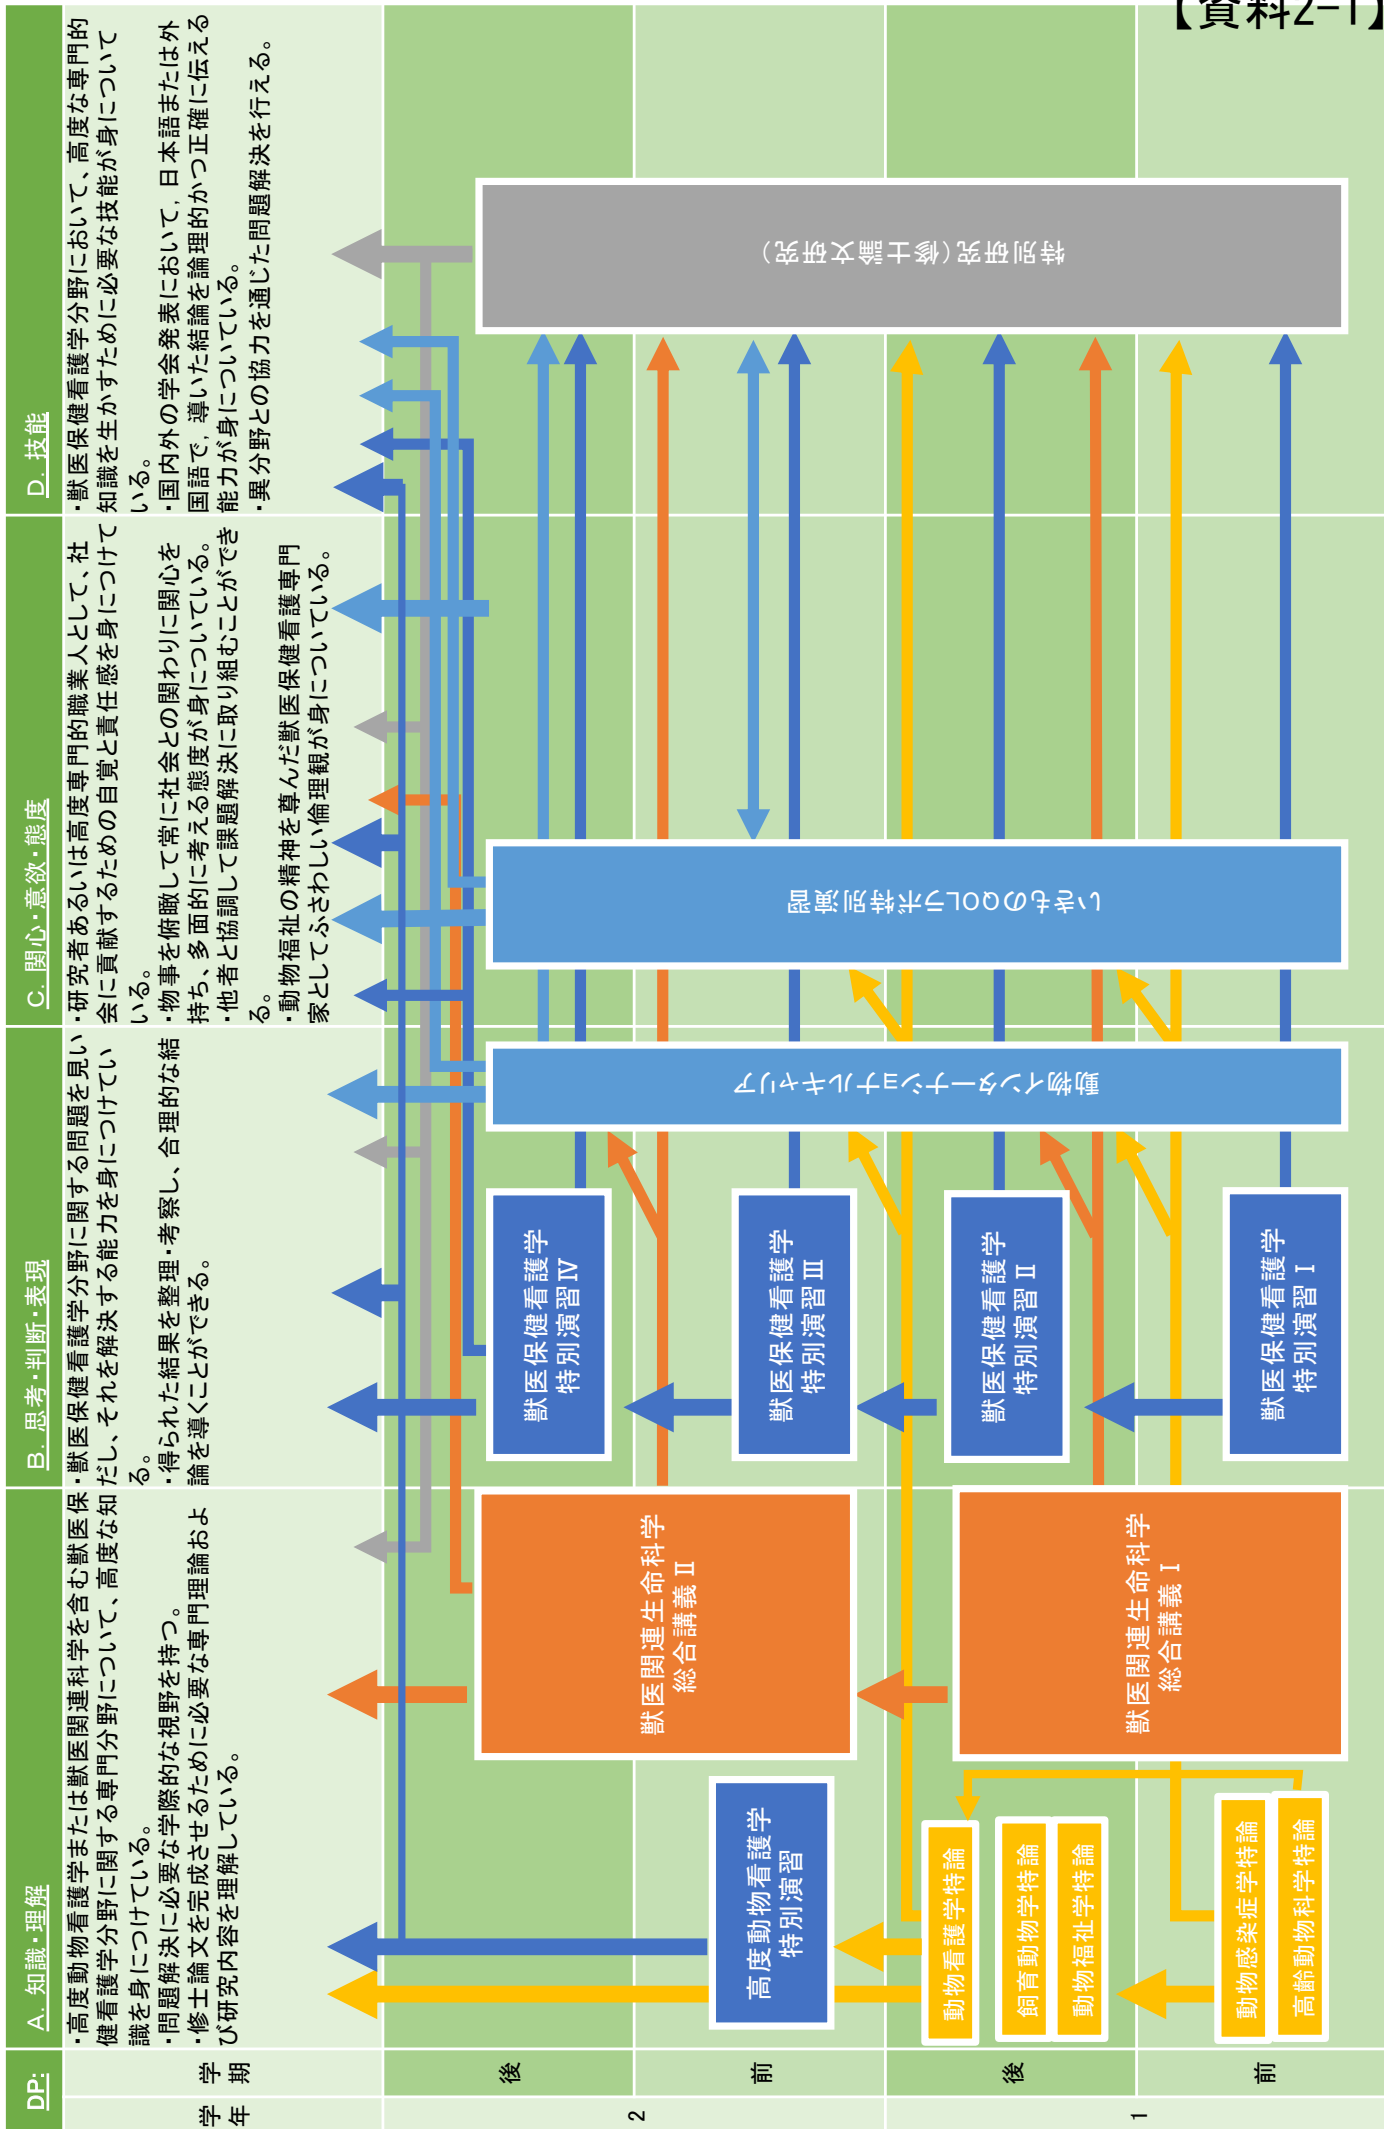 【資料2-1】
DP:
A. 知識・理解
B. 思考・判断・表現
C. 関心・意欲・態度
D. 技能
学年
学期
・高度動物看護学または獣医関連科学を含む獣医保
健看護学分野に関する専門分野について、高度な知
識を身につけている。
・問題解決に必要な学際的な視野を持つ。
・修士論文を完成させるために必要な専門理論およ
び研究内容を理解している。
・獣医保健看護学分野に関する問題を見い
だし、それを解決する能力を身につけてい
る。
・得られた結果を整理・考察し、合理的な結
論を導くことができる。
・研究者あるいは高度専門的職業人として、社
会に貢献するための自覚と責任感を身につけて
いる。
・物事を俯瞰して常に社会との関わりに関心を
持ち、多面的に考える態度が身についている。
・他者と協調して課題解決に取り組むことができ
る。
・動物福祉の精神を尊んだ獣医保健看護専門
家としてふさわしい倫理観が身についている。
・獣医保健看護学分野において、高度な専門的
知識を生かすために必要な技能が身について
いる。
・国内外の学会発表において，日本語または外
国語で，導いた結論を論理的かつ正確に伝える
能力が身についている。
・異分野との協力を通じた問題解決を行える。
2
後
前
1
後
前
高度動物看護学
特別演習
動物看護学特論
飼育動物学特論
動物福祉学特論
動物感染症学特論
高齢動物科学特論
獣医関連生命科学
総合講義Ⅱ
獣医関連生命科学
総合講義Ⅰ
獣医保健看護学
特別演習Ⅳ
獣医保健看護学
特別演習Ⅲ
獣医保健看護学
特別演習Ⅱ
獣医保健看護学
特別演習Ⅰ
動物インターナショナルキャリア
いきものQOLラボ特別演習
特別研究(修士論文研究)